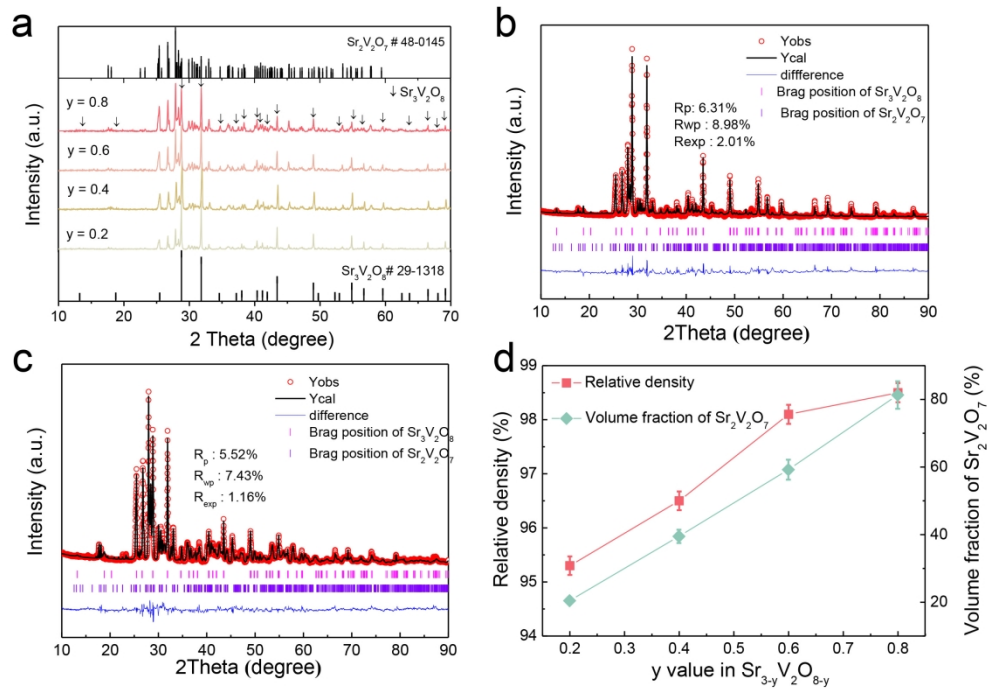 a
Intensity (a.u.)
Sr2V2O7 # 48-0145
↓Sr3V2O8
y = 0.8
y = 0.6
y = 0.4
y = 0.2
Sr3V2O8# 29-1318
10 20 30 40 50 60 70
2 Theta (degree)
b
Intensity (a.u.)
Yobs
Ycal
diffference
Brag position of Sr3V2O8
Brag position of Sr2V2O7
Rp: 6.31%
Rwp : 8.98%
Rexp : 2.01%
10 20 30 40 50 60 70 80 90
2Theta (degree)
c
Intensity (a.u.)
Yobs
Ycal
difference
Brag position of Sr3V2O8
Brag position of Sr2V2O7
Rp : 5.52%
Rwp : 7.43%
Rexp : 1.16%
10 20 30 40 50 60 70 80 90
2Theta (degree)
d
Relative density (%)
99
98
97
96
95
94
Relative density
Volume fraction of Sr2V2O7
80
60
40
20
Volume fraction of Sr2V2O7 (%)
0.2 0.3 0.4 0.5 0.6 0.7 0.8
y value in Sr3-yV2O8-y